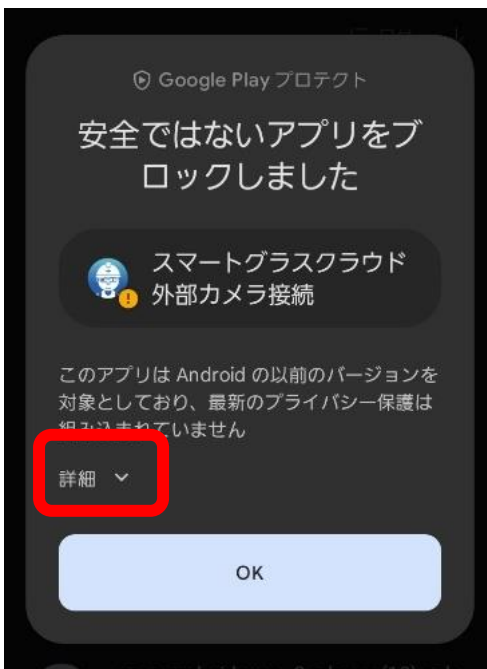 Google Play プロテクト
安全ではないアプリをブ
ロックしました
スマートグラスクラウド
外部カメラ接続
このアプリは Android の以前のバージョンを
対象としており、最新のプライバシー保護は
組み込まれていません
詳細
OK